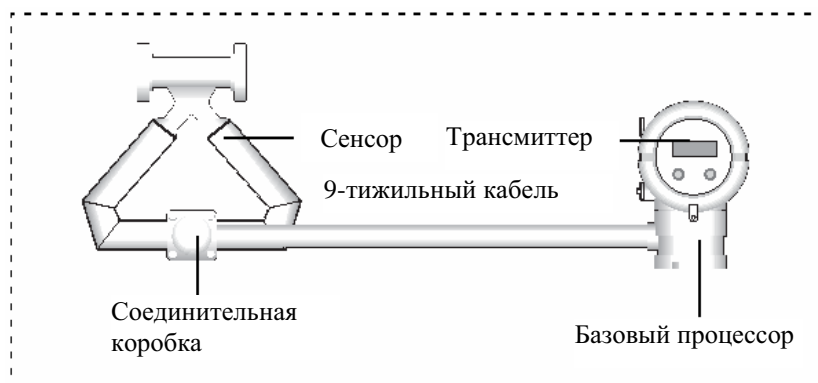 Сенсор
Трансмиттер
9-тижильный кабель
Соединительная
коробка
Базовый процессор